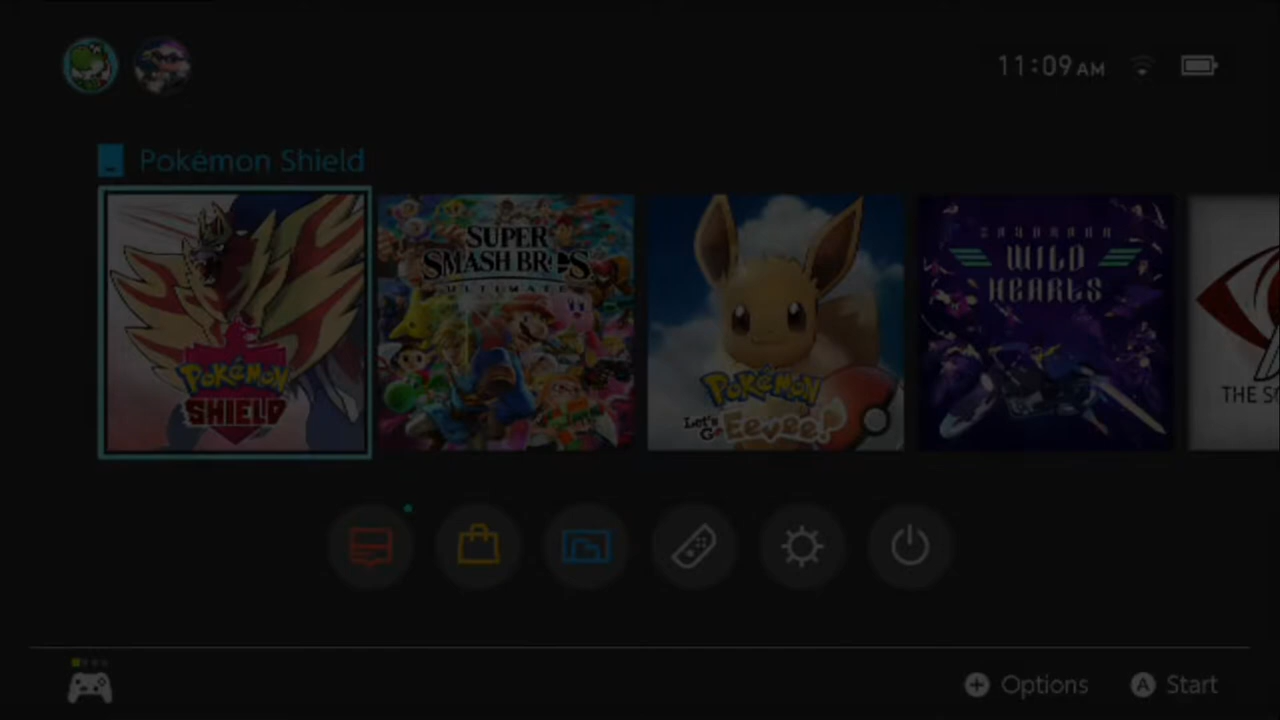 11:09 AM
Pokémon Shield
POKÉMON
SHIELD
SUPER
SMASH BROS
ULTIMATE
POKÉMON
Let's
Go Eevee!
SAYONARA
WILD
HEARTS
THE S
Options
A Start